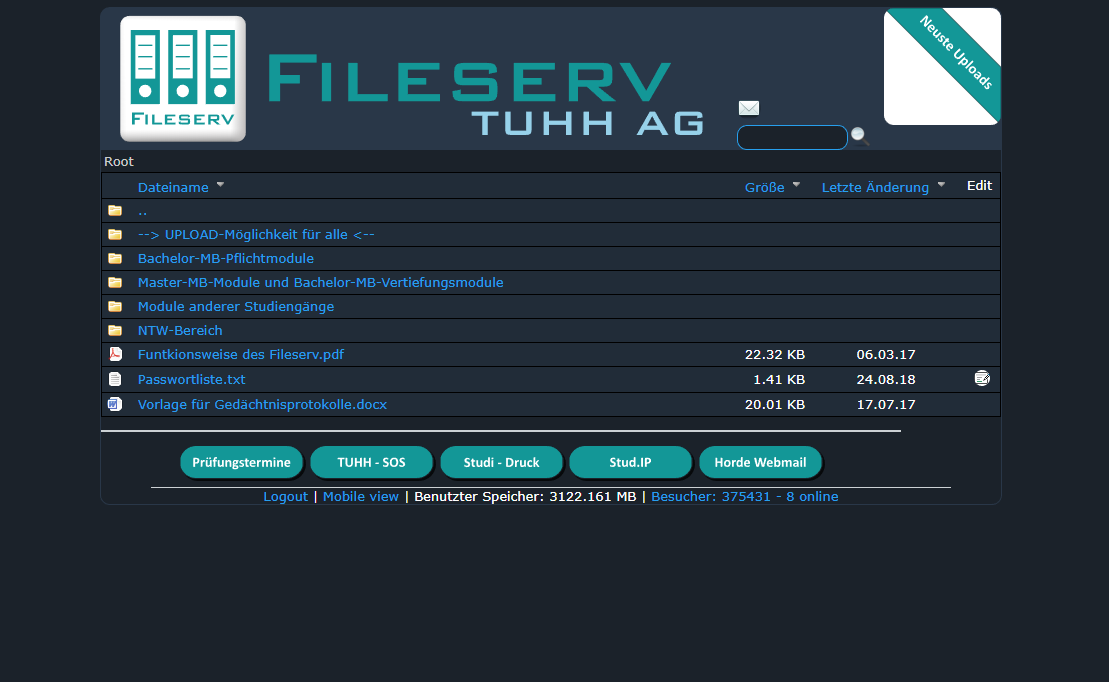 Neuste Uploads
FILESERV
FILESERV
TUHH AG
Root
Dateiname Größe Letzte Änderung Edit
..
--> UPLOAD-Möglichkeit für alle <--
Bachelor-MB-Pflichtmodule
Master-MB-Module und Bachelor-MB-Vertiefungsmodule
Module anderer Studiengänge
NTW-Bereich
Funtkionsweise des Fileserv.pdf 22.32 KB 06.03.17
Passwortliste.txt 1.41 KB 24.08.18
Vorlage für Gedächtnisprotokolle.docx 20.01 KB 17.07.17
Prüfungstermine TUHH - SOS Studi - Druck Stud.IP Horde Webmail
Logout | Mobile view | Benutzter Speicher: 3122.161 MB | Besucher: 375431 - 8 online